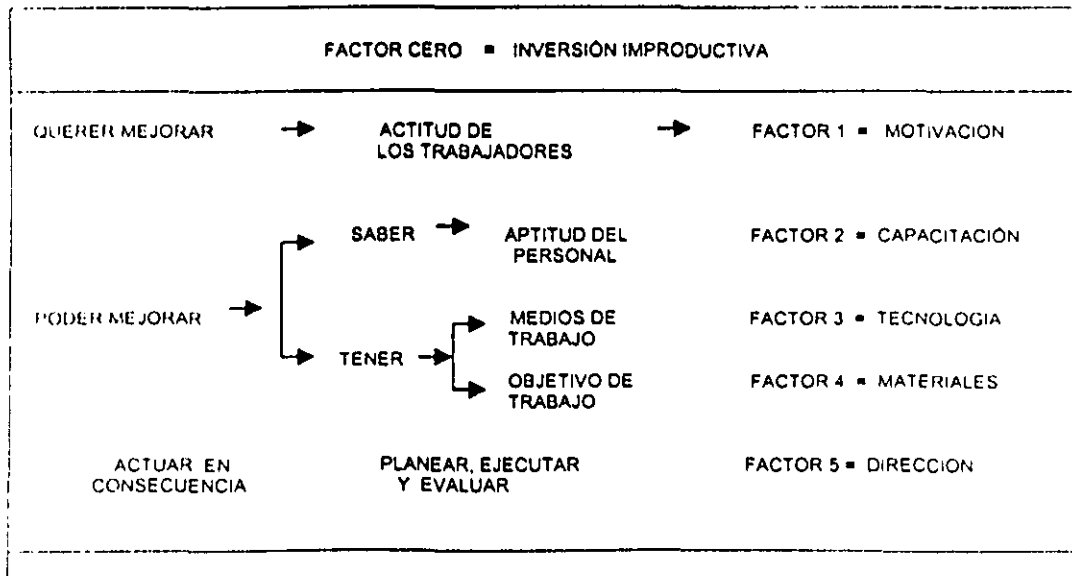 FACTOR CERO = INVERSIÓN IMPRODUCTIVA
QUERER MEJORAR → ACTITUD DE LOS TRABAJADORES → FACTOR 1 = MOTIVACION
SABER → APTITUD DEL PERSONAL FACTOR 2 = CAPACITACIÓN
PODER MEJORAR →
MEDIOS DE TRABAJO FACTOR 3 = TECNOLOGIA
TENER →
OBJETIVO DE TRABAJO FACTOR 4 = MATERIALES
ACTUAR EN CONSECUENCIA PLANEAR, EJECUTAR Y EVALUAR FACTOR 5 = DIRECCION